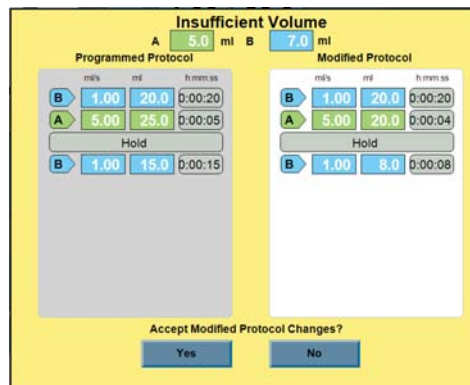 Insufficient Volume
A 5.0 ml B 7.0 ml
Programmed Protocol
ml/s ml h:mm:ss
B 1.00 20.0 0:00:20
A 5.00 25.0 0:00:05
Hold
B 1.00 15.0 0:00:15
Modified Protocol
ml/s ml h:mm:ss
B 1.00 20.0 0:00:20
A 5.00 20.0 0:00:04
Hold
B 1.00 8.0 0:00:08
Accept Modified Protocol Changes?
Yes No